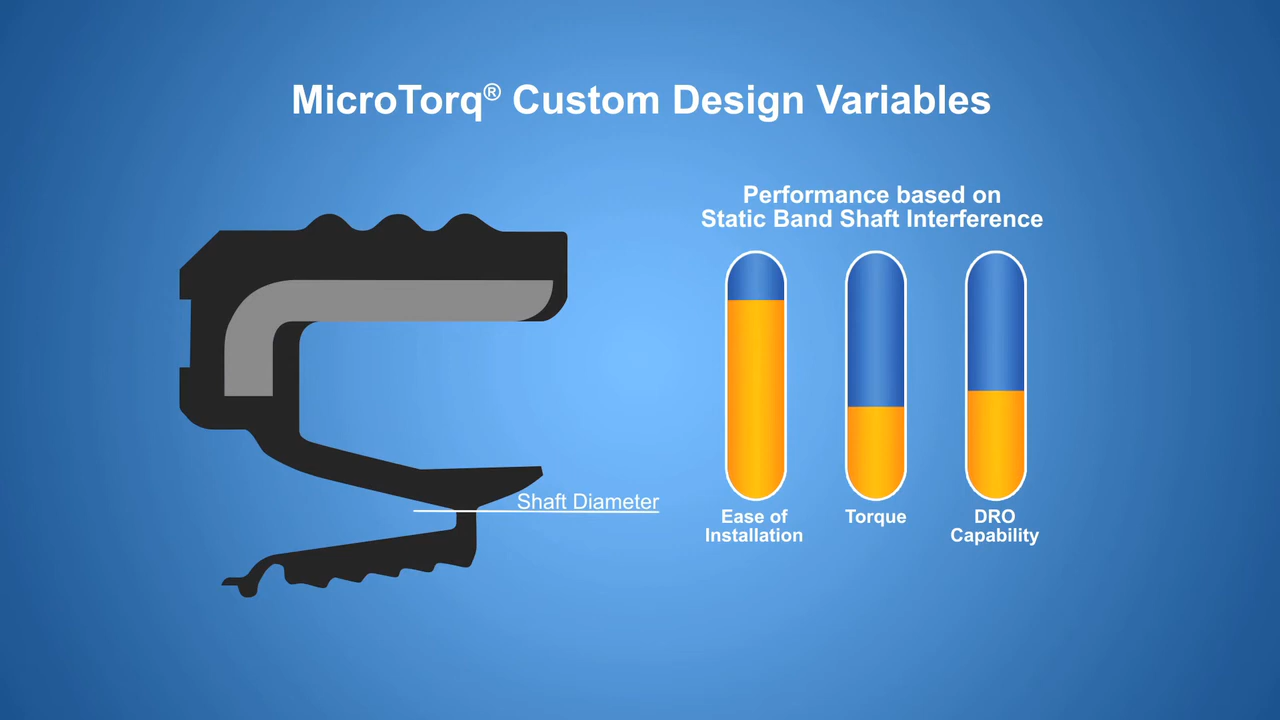 MicroTorq® Custom Design Variables
Performance based on
Static Band Shaft Interference
Shaft Diameter
Ease of
Installation
Torque
DRO
Capability